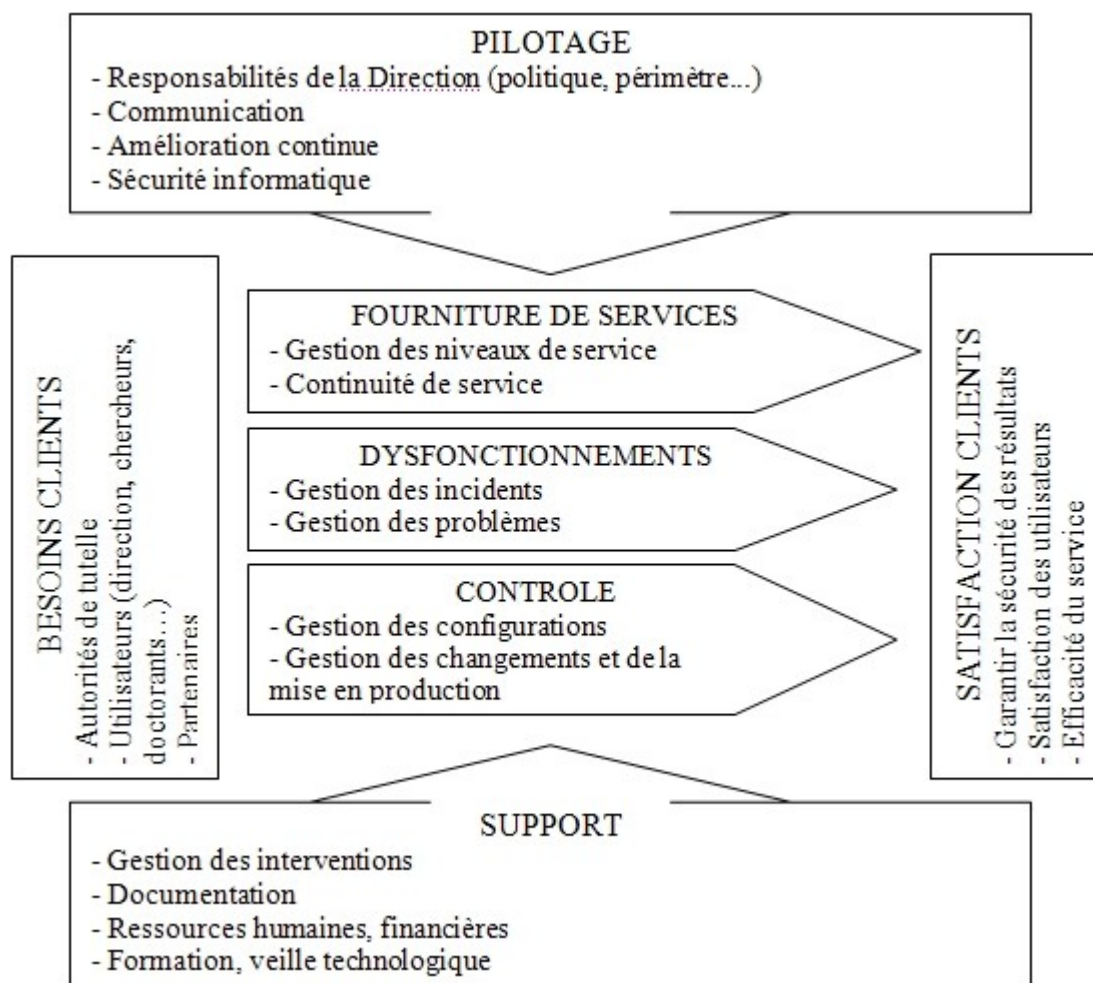 PILOTAGE
- Responsabilités de la Direction (politique, périmètre...)
- Communication
- Amélioration continue
- Sécurité informatique
BESOINS CLIENTS
- Autorités de tutelle
- Utilisateurs (direction, chercheurs,
doctorants...)
- Partenaires
FOURNITURE DE SERVICES
- Gestion des niveaux de service
- Continuité de service
DYSFONCTIONNEMENTS
- Gestion des incidents
- Gestion des problèmes
CONTROLE
- Gestion des configurations
- Gestion des changements et de la
mise en production
SATISFACTION CLIENTS
- Garantir la sécurité des résultats
- Satisfaction des utilisateurs
- Efficacité du service
SUPPORT
- Gestion des interventions
- Documentation
- Ressources humaines, financières
- Formation, veille technologique